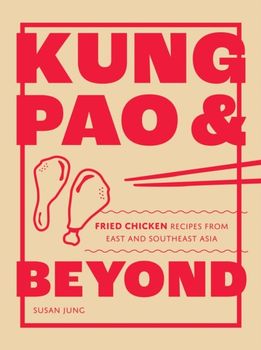 KUNG
PAO &
FRIED CHICKEN RECIPES FROM
EAST AND SOUTHEAST ASIA
BEYOND
SUSAN JUNG